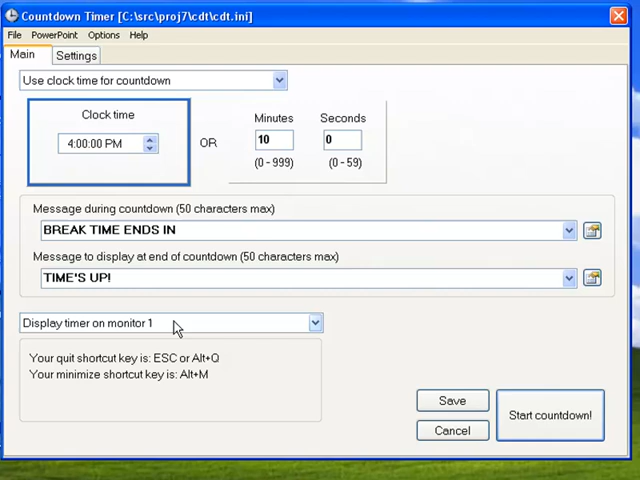 Countdown Timer [C:\src\proj7\cdt\cdt.ini]
File PowerPoint Options Help
Main Settings
Use clock time for countdown
Clock time
4:00:00 PM
OR
Minutes Seconds
10 0
(0 - 999) (0 - 59)
Message during countdown (50 characters max)
BREAK TIME ENDS IN
Message to display at end of countdown (50 characters max)
TIME'S UP!
Display timer on monitor 1
Your quit shortcut key is: ESC or Alt+Q
Your minimize shortcut key is: Alt+M
Save
Cancel
Start countdown!